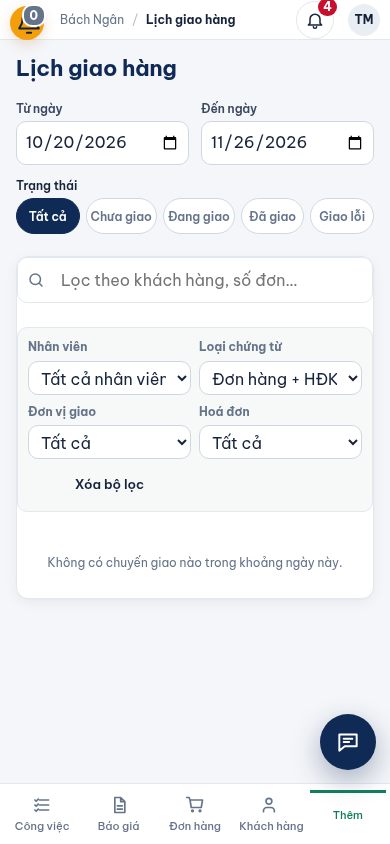 0
Bách Ngân / Lịch giao hàng
4
TM
Lịch giao hàng
Từ ngày
Đến ngày
10/20/2026
11/26/2026
Trạng thái
Tất cả
Chưa giao
Đang giao
Đã giao
Giao lỗi
Lọc theo khách hàng, số đơn...
Nhân viên
Loại chứng từ
Tất cả nhân viên
Đơn hàng + HĐK
Đơn vị giao
Hoá đơn
Tất cả
Tất cả
Xóa bộ lọc
Không có chuyến giao nào trong khoảng ngày này.
Công việc
Báo giá
Đơn hàng
Khách hàng
Thêm